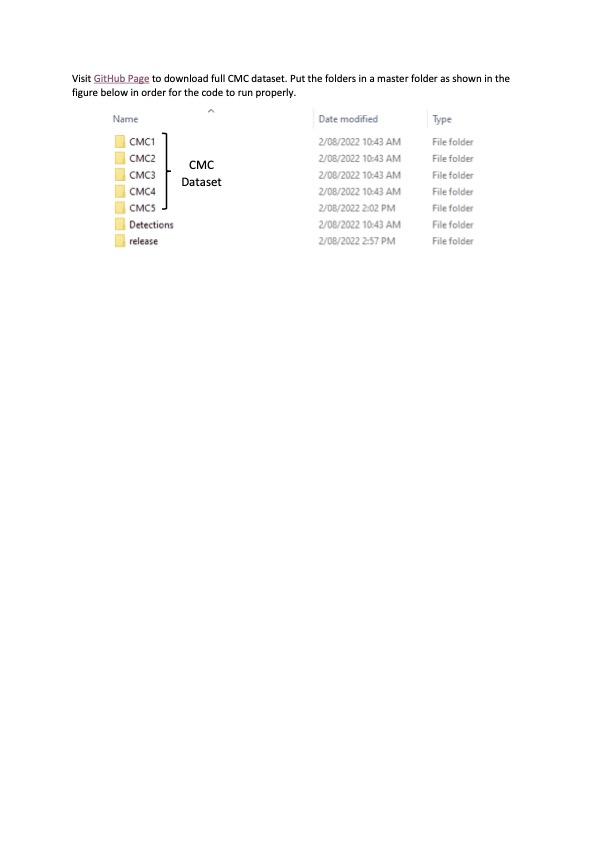 Visit GitHub Page to download full CMC dataset. Put the folders in a master folder as shown in the
figure below in order for the code to run properly.
Name Date modified Type
CMC1 2/08/2022 10:43 AM File folder
CMC2 2/08/2022 10:43 AM File folder
CMC3 2/08/2022 10:43 AM File folder
CMC4 2/08/2022 10:43 AM File folder
CMC5 2/08/2022 2:02 PM File folder
Detections 2/08/2022 10:43 AM File folder
release 2/08/2022 2:57 PM File folder
CMC
Dataset